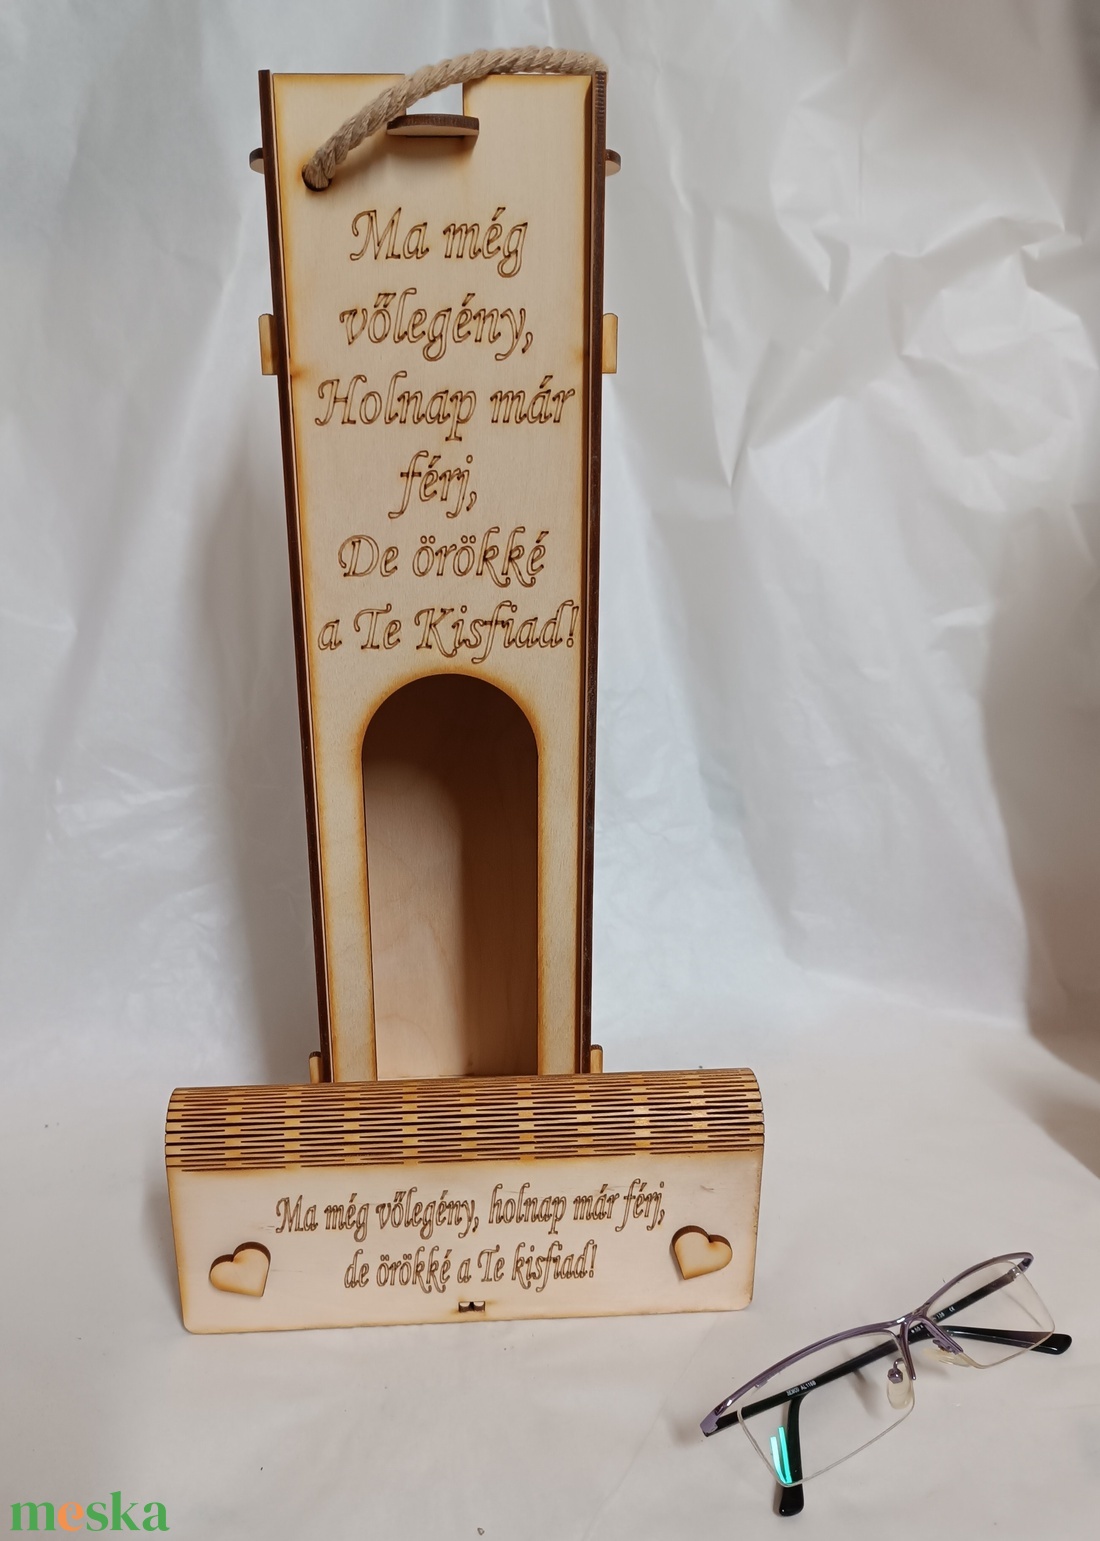 Ma még
vőlegény,
Holnap már
férj,
De örökké
a Te Kisfiad!
Ma még vőlegény, holnap már férj,
de örökké a Te kisfiad!
meska